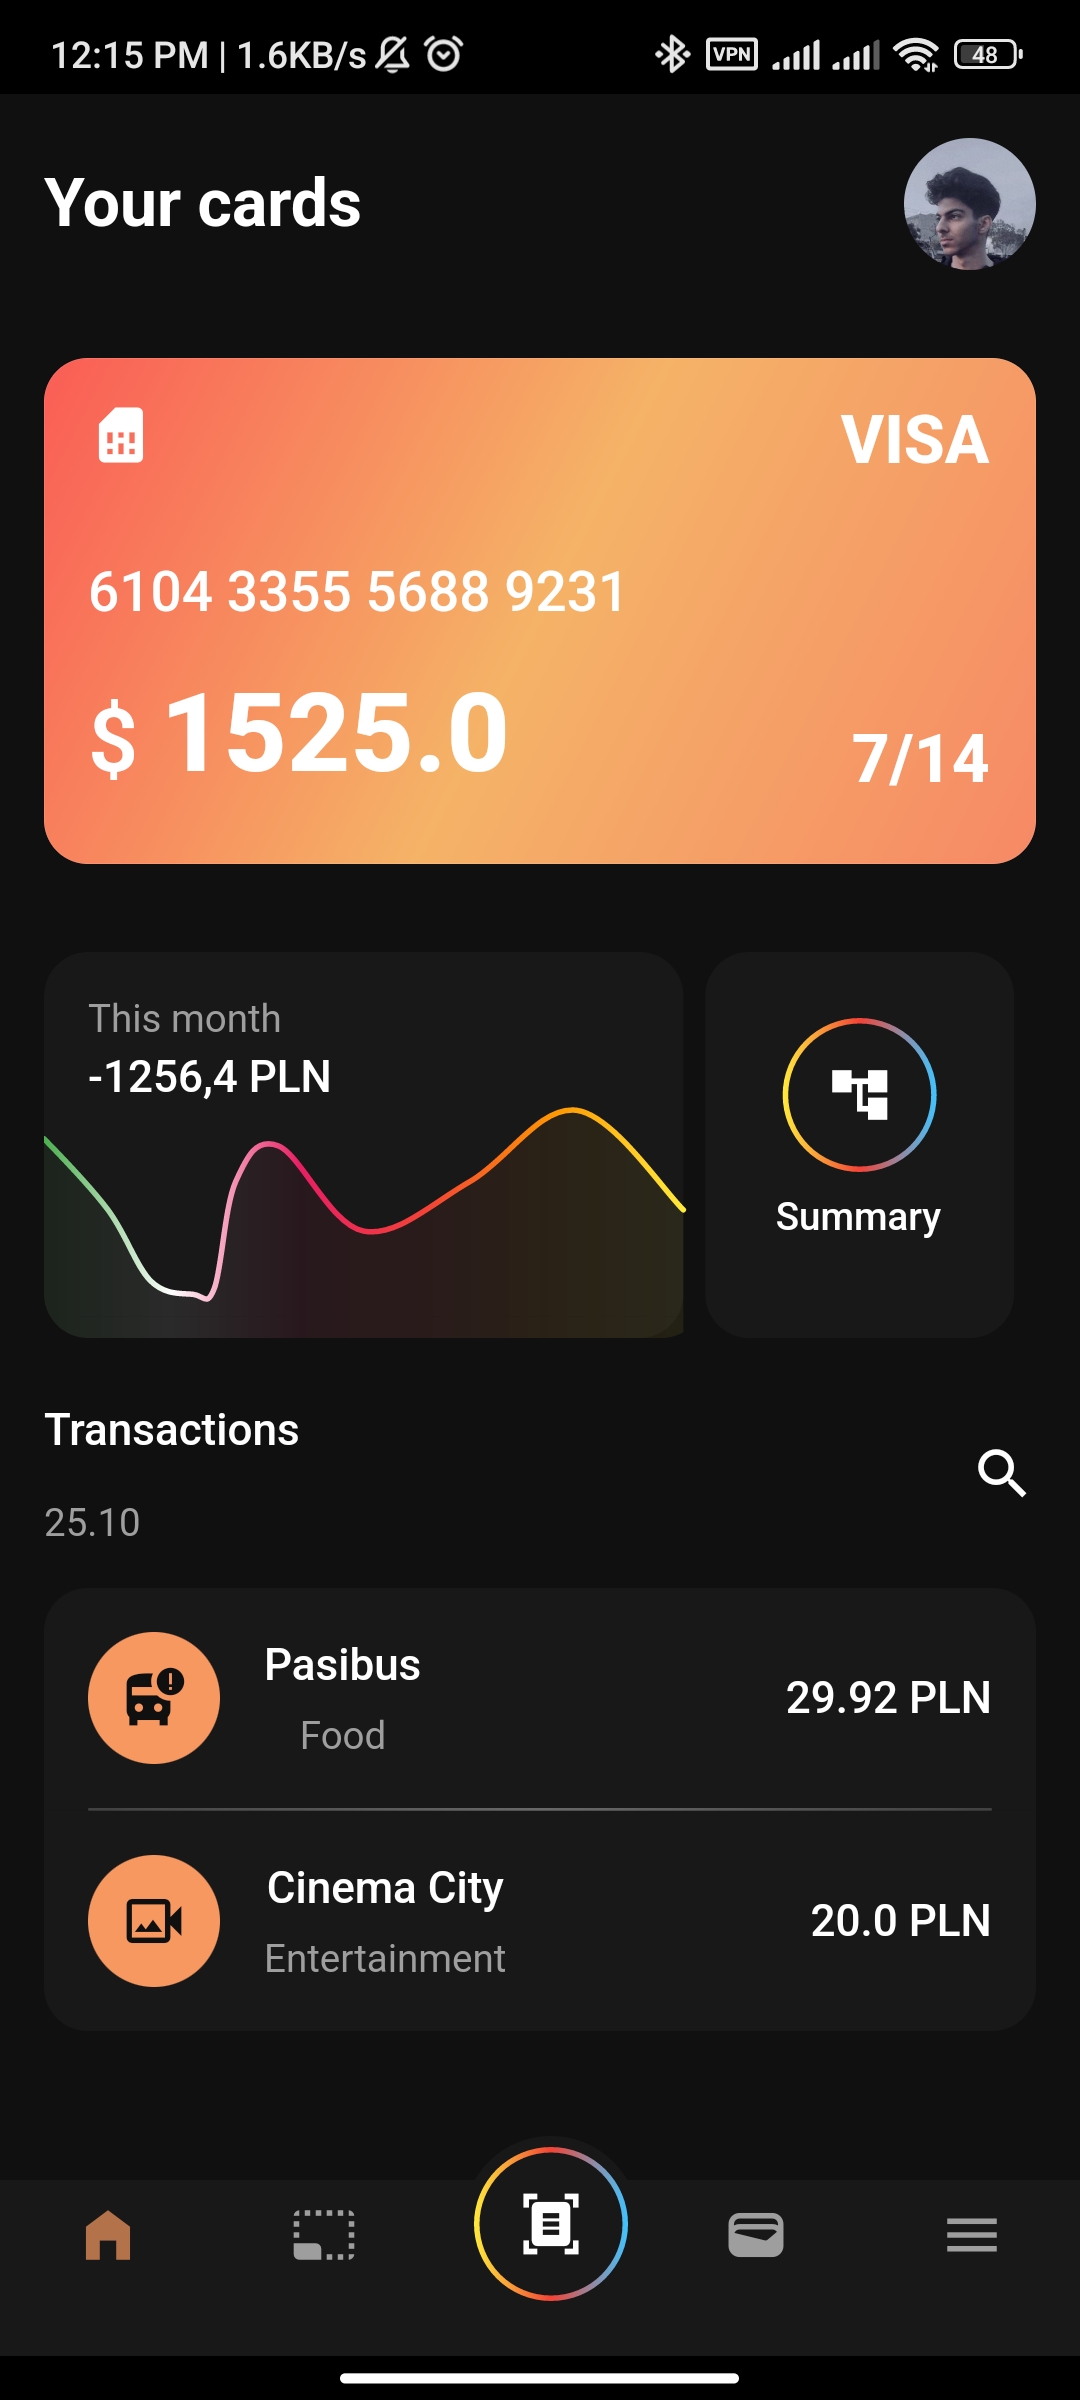 12:15 PM | 1.6KB/s VPN 48
Your cards
VISA
6104 3355 5688 9231
$ 1525.0
7/14
This month
-1256,4 PLN
Summary
Transactions
25.10
Pasibus
Food
29.92 PLN
Cinema City
Entertainment
20.0 PLN